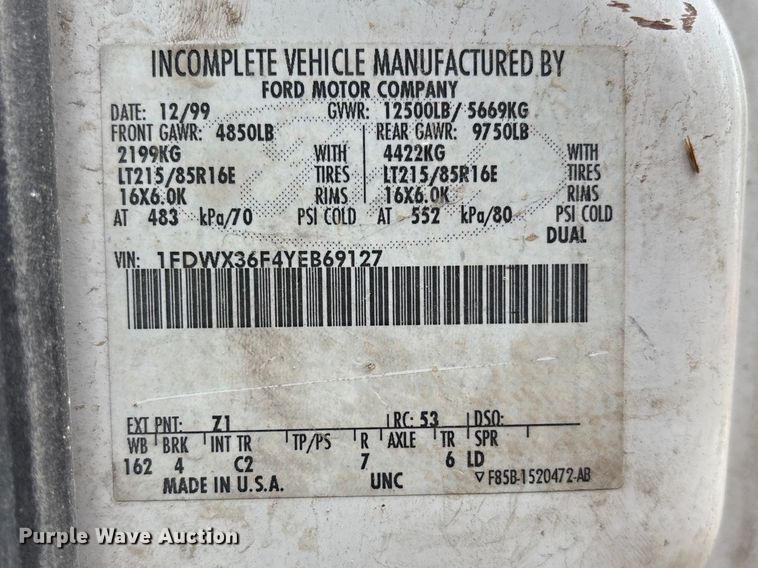 INCOMPLETE VEHICLE MANUFACTURED BY
FORD MOTOR COMPANY
DATE: 12/99 GVWR: 12500LB/ 5669KG
FRONT GAWR: 4850LB REAR GAWR: 9750LB
2199KG WITH 4422KG WITH
LT215/85R16E TIRES LT215/85R16E TIRES
16X6.0K RIMS 16X6.0K RIMS
AT 483 kPa/70 PSI COLD AT 552 kPa/80 PSI COLD
DUAL
VIN: 1FDWX36F4YEB69127
EXT PNT: Z1 RC: 53 DSO:
WB BRK INT TR TP/PS R AXLE TR SPR
162 4 C2 7 6 LD
MADE IN U.S.A. UNC F85B-1520472-AB
Purple Wave Auction